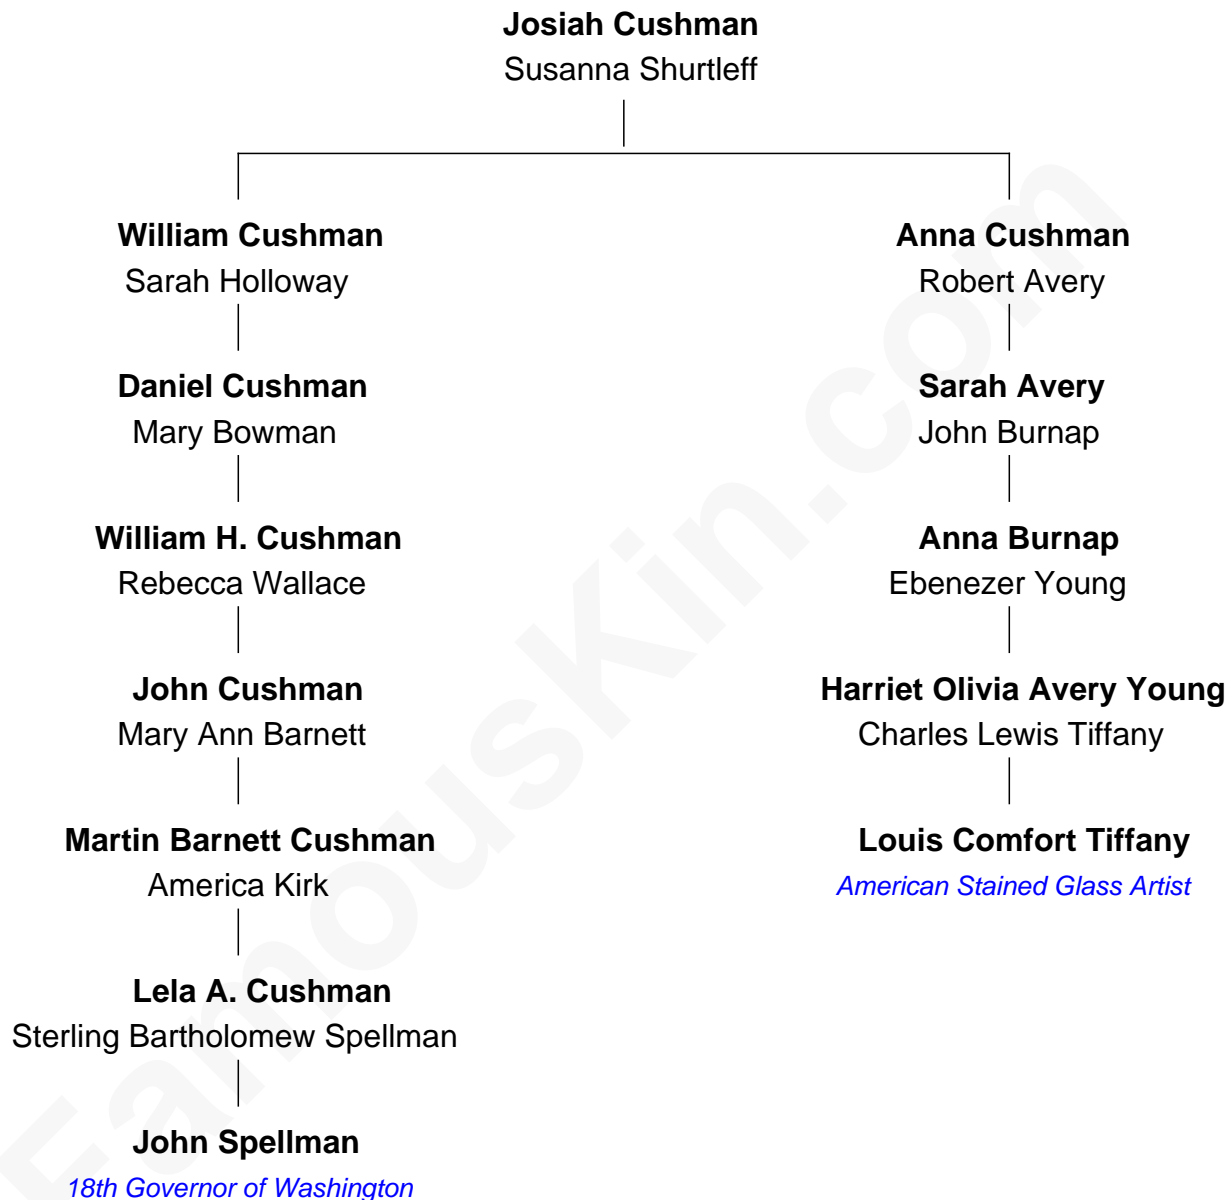 Josiah Cushman
Susanna Shurtleff
William Cushman
Sarah Holloway
Anna Cushman
Robert Avery
Daniel Cushman
Mary Bowman
Sarah Avery
John Burnap
William H. Cushman
Rebecca Wallace
Anna Burnap
Ebenezer Young
John Cushman
Mary Ann Barnett
Harriet Olivia Avery Young
Charles Lewis Tiffany
Martin Barnett Cushman
America Kirk
Louis Comfort Tiffany
American Stained Glass Artist
Lela A. Cushman
Sterling Bartholomew Spellman
John Spellman
18th Governor of Washington
FamousKin.com